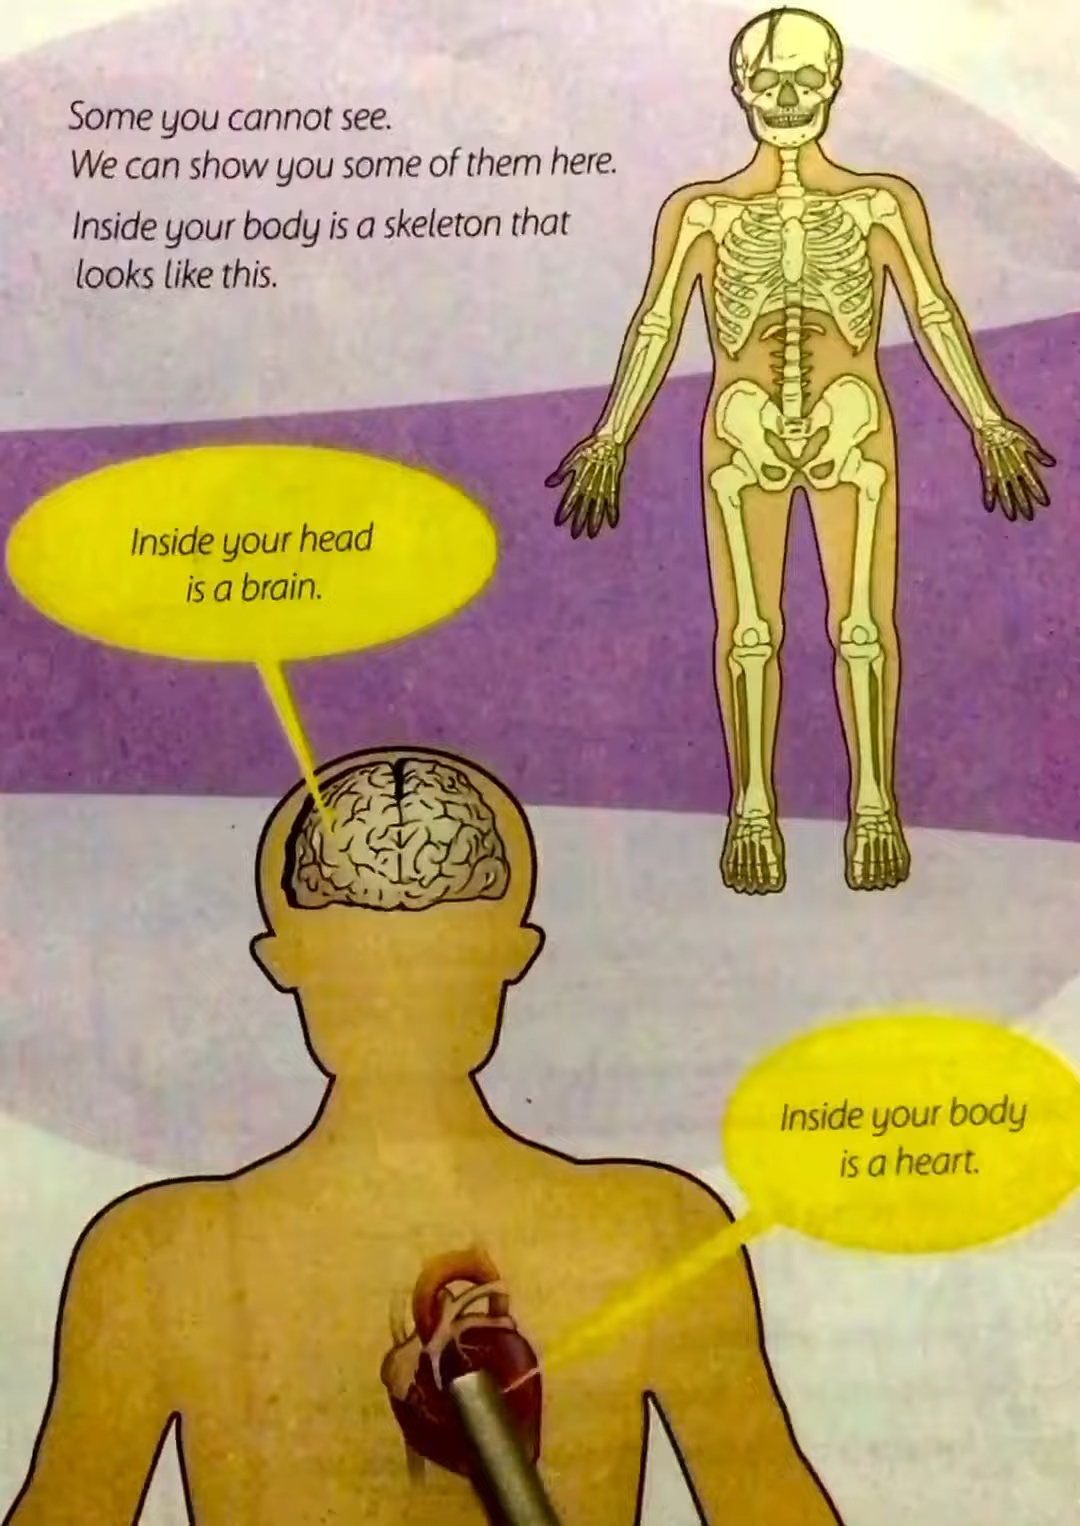 Some you cannot see.
We can show you some of them here.
Inside your body is a skeleton that
looks like this.
Inside your head
is a brain.
Inside your body
is a heart.